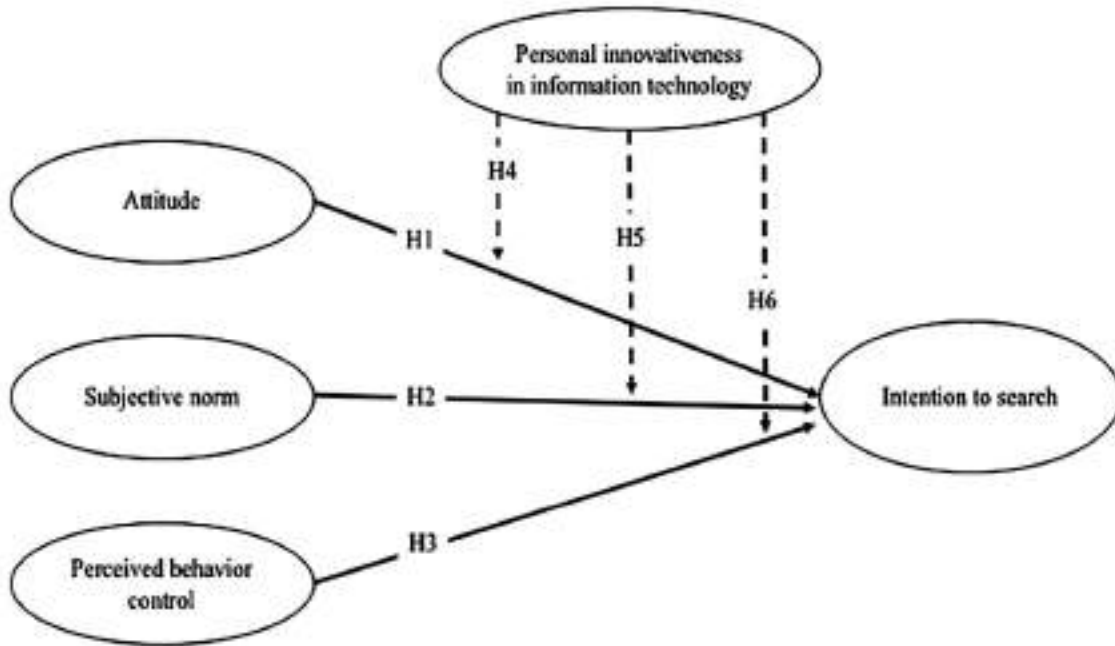 Personal innovativeness
in information technology
H4
Attitude
H1
H5
H6
Subjective norm
H2
Intention to search
H3
Perceived behavior
control